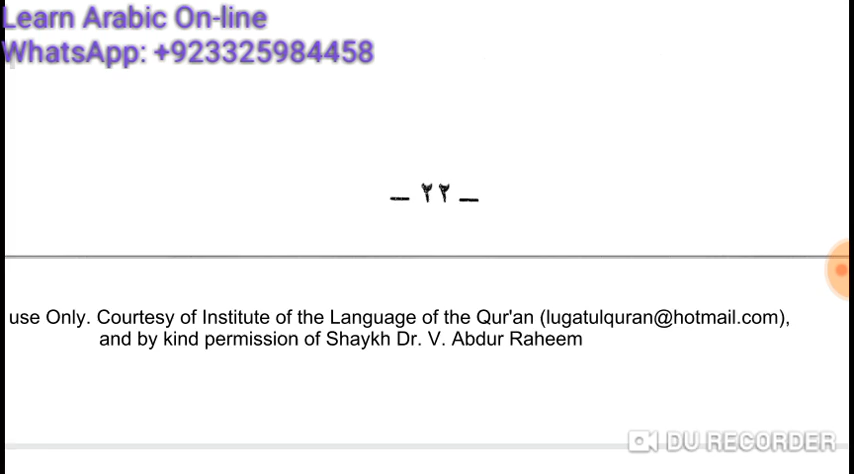 Learn Arabic On-line
WhatsApp: +923325984458
– ٢٢ –
use Only. Courtesy of Institute of the Language of the Qur'an (lugatulquran@hotmail.com),
and by kind permission of Shaykh Dr. V. Abdur Raheem
DU RECORDER